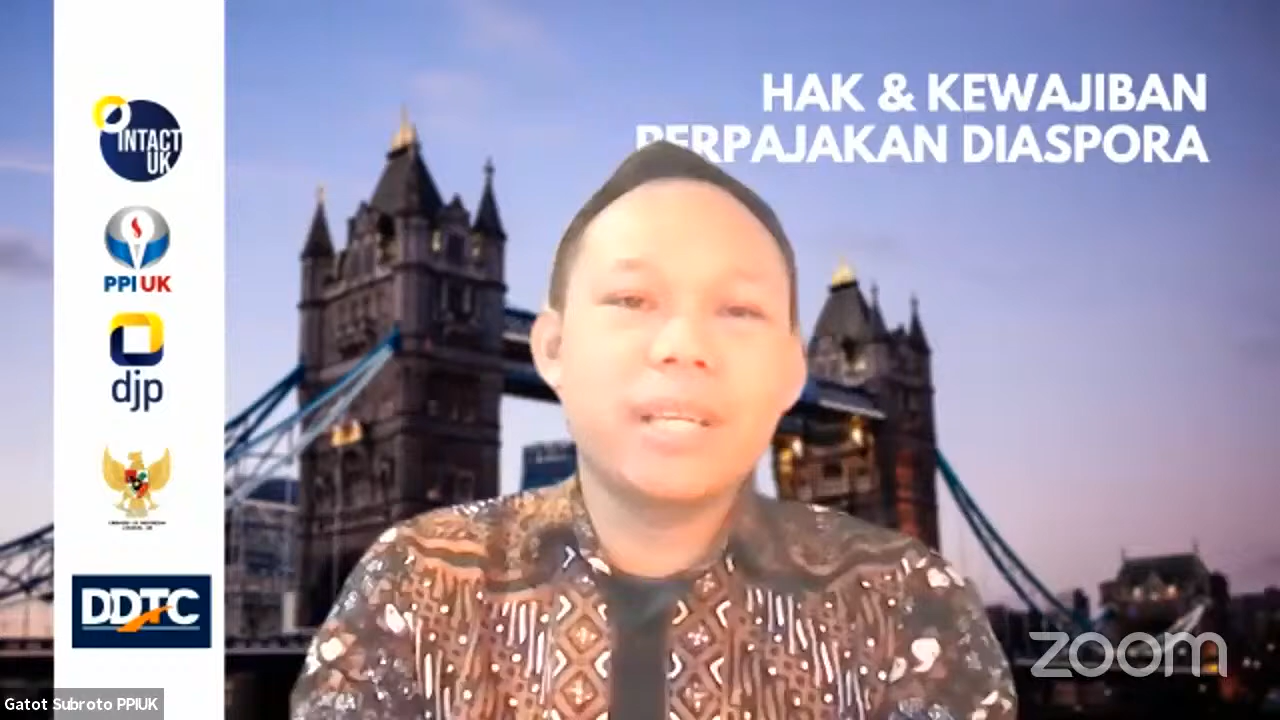 HAK & KEWAJIBAN
PERPAJAKAN DIASPORA
INTACT
UK
PPI UK
djp
DDTC
zoom
Gatot Subroto PPIUK